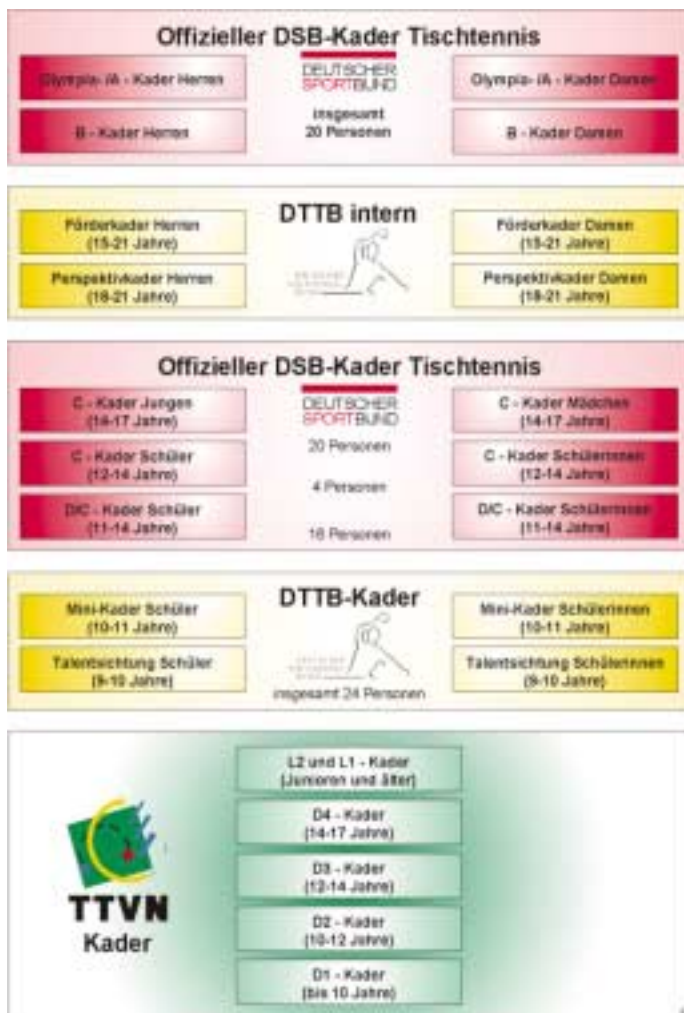 Offizieller DSB-Kader Tischtennis
Olympia- /A - Kader Herren
DEUTSCHER
SPORTBUND
Olympia- /A - Kader Damen
B - Kader Herren
insgesamt
20 Personen
B - Kader Damen
DTTB intern
Förderkader Herren
(15-21 Jahre)
Förderkader Damen
(15-21 Jahre)
Perspektivkader Herren
(18-21 Jahre)
Perspektivkader Damen
(18-21 Jahre)
Offizieller DSB-Kader Tischtennis
C - Kader Jungen
(14-17 Jahre)
DEUTSCHER
SPORTBUND
C - Kader Mädchen
(14-17 Jahre)
C - Kader Schüler
(12-14 Jahre)
20 Personen
4 Personen
C - Kader Schülerinnen
(12-14 Jahre)
D/C - Kader Schüler
(11-14 Jahre)
16 Personen
D/C - Kader Schülerinnen
(11-14 Jahre)
DTTB-Kader
Mini-Kader Schüler
(10-11 Jahre)
Mini-Kader Schülerinnen
(10-11 Jahre)
Talentsichtung Schüler
(9-10 Jahre)
insgesamt 24 Personen
Talentsichtung Schülerinnen
(9-10 Jahre)
TTVN
Kader
L2 und L1 - Kader
(Junioren und älter)
D4 - Kader
(14-17 Jahre)
D3 - Kader
(12-14 Jahre)
D2 - Kader
(10-12 Jahre)
D1 - Kader
(bis 10 Jahre)